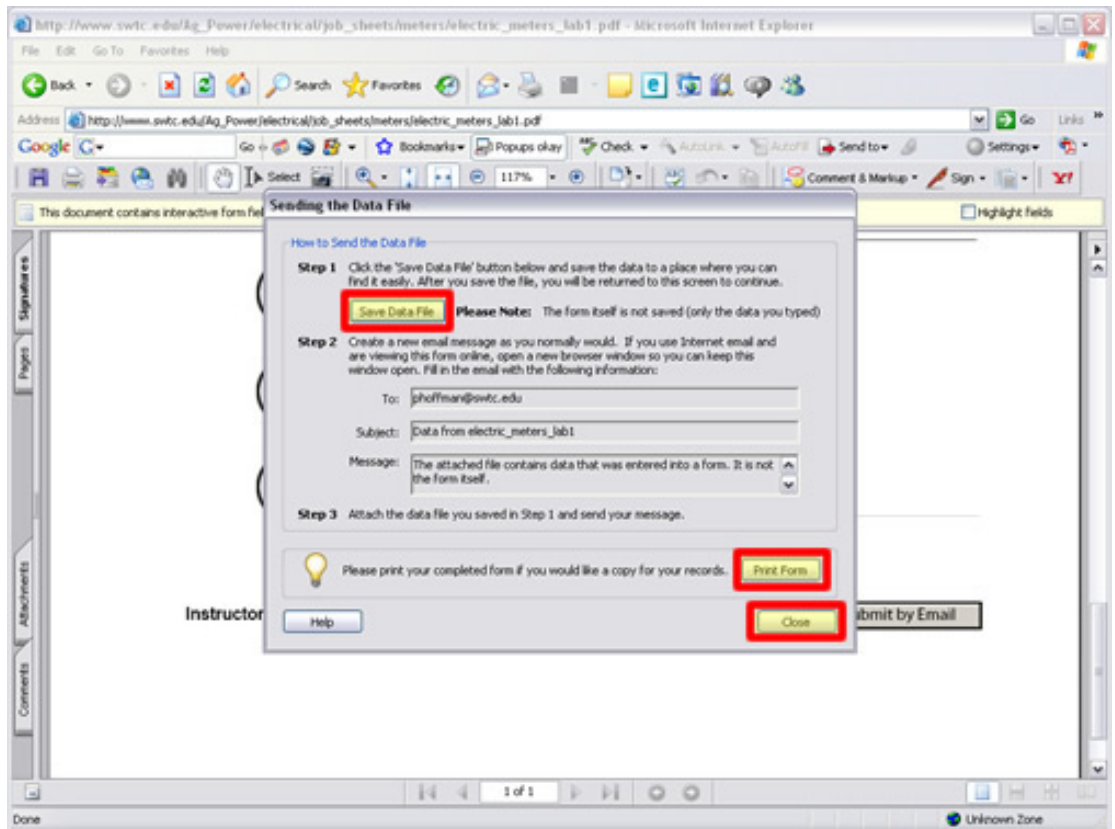 http://www.swtc.edu/Ag_Power/electrical/job_sheets/meters/electric_meters_lab1.pdf - Microsoft Internet Explorer
File Edit Go To Favorites Help
Back Search Favorites
Address http://www.swtc.edu/Ag_Power/electrical/job_sheets/meters/electric_meters_lab1.pdf Go Links
Google Go Bookmarks Popups okay Check AutoLink AutoFill Send to Settings
Select 117% Comment & Markup Sign Y!
This document contains interactive form fiel Highlight fields
Sending the Data File
How to Send the Data File
Step 1 Click the 'Save Data File' button below and save the data to a place where you can
find it easily. After you save the file, you will be returned to this screen to continue.
Save Data File Please Note: The form itself is not saved (only the data you typed)
Step 2 Create a new email message as you normally would. If you use Internet email and
are viewing this form online, open a new browser window so you can keep this
window open. Fill in the email with the following information:
To: phoffman@swtc.edu
Subject: Data from electric_meters_lab1
Message: The attached file contains data that was entered into a form. It is not
the form itself.
Step 3 Attach the data file you saved in Step 1 and send your message.
Please print your completed form if you would like a copy for your records. Print Form
Help Close
Instructor ubmit by Email
Signatures
Pages
Attachments
Comments
1 of 1
Done Unknown Zone